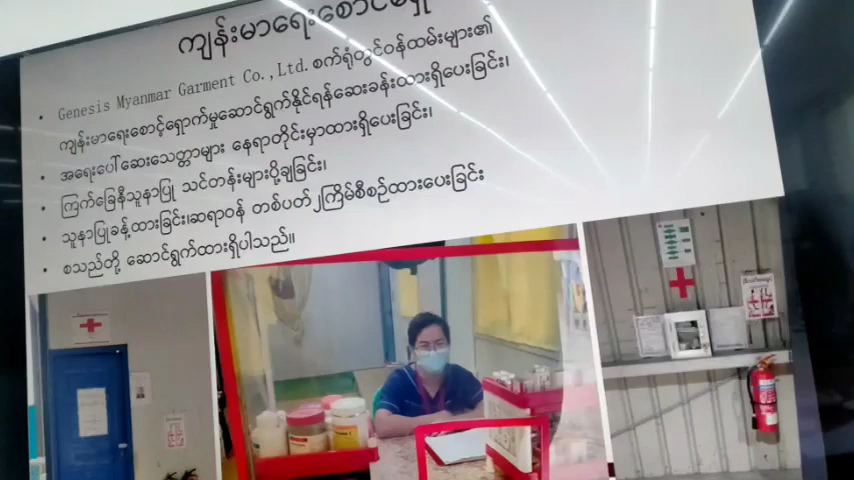 ကျန်းမာရေးစောင့်ရှ
• Genesis Myanmar Garment Co.,Ltd.စက်ရုံတွင်ဝန်ထမ်းများ၏
ကျန်းမာရေးစောင့်ရှောက်မှုဆောင်ရွက်နိုင်ရန်ဆေးခန်းထားရှိပေးခြင်း၊
• အရေးပေါ်ဆေးသေတ္တာများ နေရာတိုင်းမှာထားရှိပေးခြင်း၊
• ကြက်ခြေနီသူနာပြု သင်တန်းများပို့ချခြင်း၊
• သူနာပြုခန့်ထားခြင်း၊ဆရာဝန် တစ်ပတ်၂ကြိမ်စီစဉ်ထားပေးခြင်း
• စသည်တို့ ဆောင်ရွက်ထားရှိပါသည်။